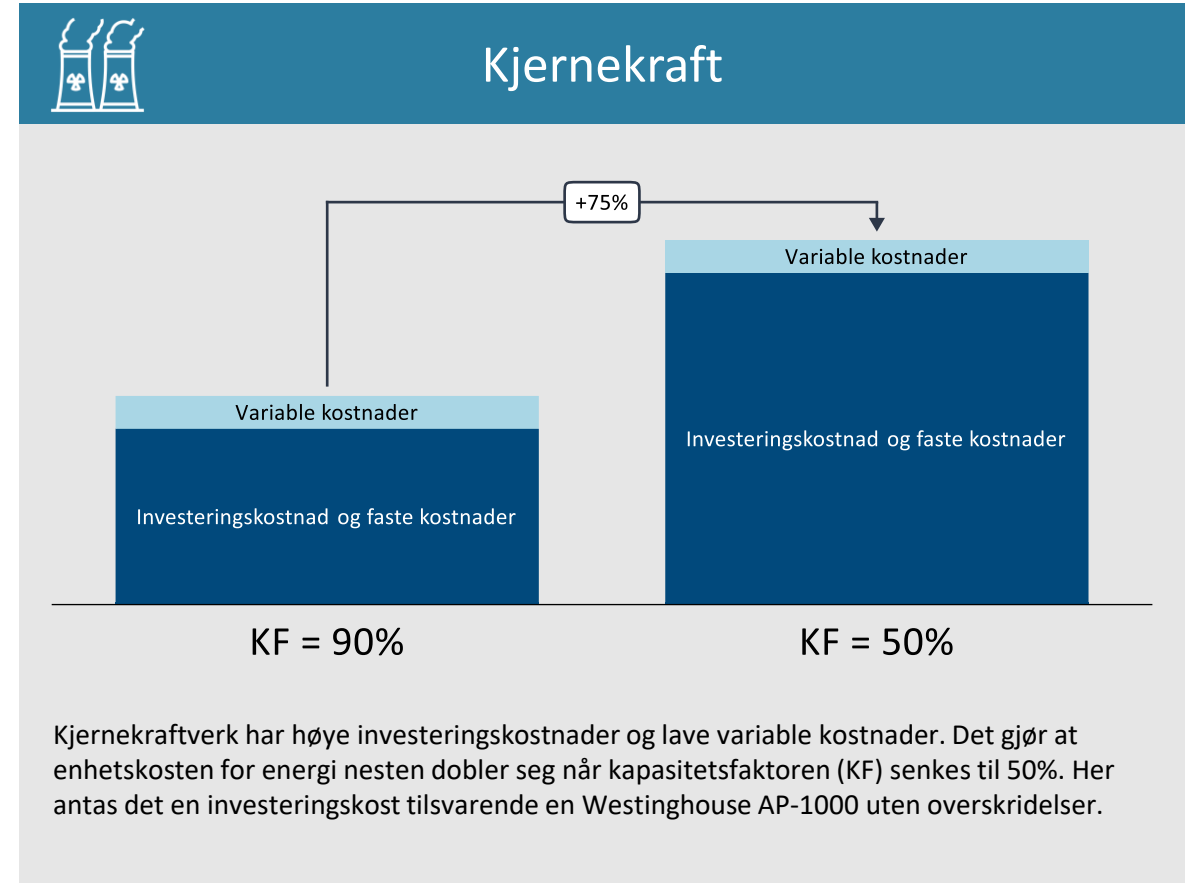 Kjernekraft
+75%
Variable kostnader
Investeringskostnad og faste kostnader
Variable kostnader
Investeringskostnad og faste kostnader
KF = 90%
KF = 50%
Kjernekraftverk har høye investeringskostnader og lave variable kostnader. Det gjør at
enhetskosten for energi nesten dobler seg når kapasitetsfaktoren (KF) senkes til 50%. Her
antas det en investeringskost tilsvarende en Westinghouse AP-1000 uten overskridelser.